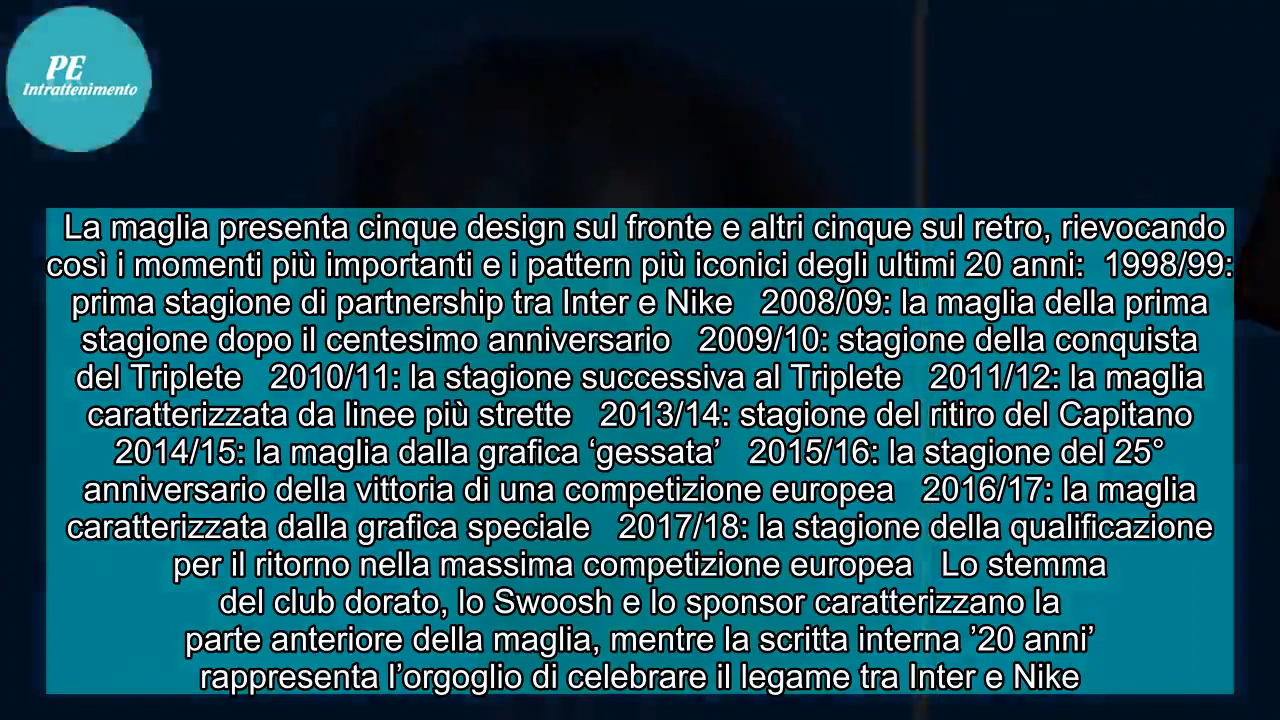 PE
Intrattenimento
La maglia presenta cinque design sul fronte e altri cinque sul retro, rievocando
così i momenti più importanti e i pattern più iconici degli ultimi 20 anni:  1998/99:
prima stagione di partnership tra Inter e Nike   2008/09: la maglia della prima
stagione dopo il centesimo anniversario   2009/10: stagione della conquista
del Triplete   2010/11: la stagione successiva al Triplete   2011/12: la maglia
caratterizzata da linee più strette   2013/14: stagione del ritiro del Capitano
2014/15: la maglia dalla grafica ‘gessata’   2015/16: la stagione del 25°
anniversario della vittoria di una competizione europea   2016/17: la maglia
caratterizzata dalla grafica speciale   2017/18: la stagione della qualificazione
per il ritorno nella massima competizione europea   Lo stemma
del club dorato, lo Swoosh e lo sponsor caratterizzano la
parte anteriore della maglia, mentre la scritta interna ’20 anni’
rappresenta l’orgoglio di celebrare il legame tra Inter e Nike